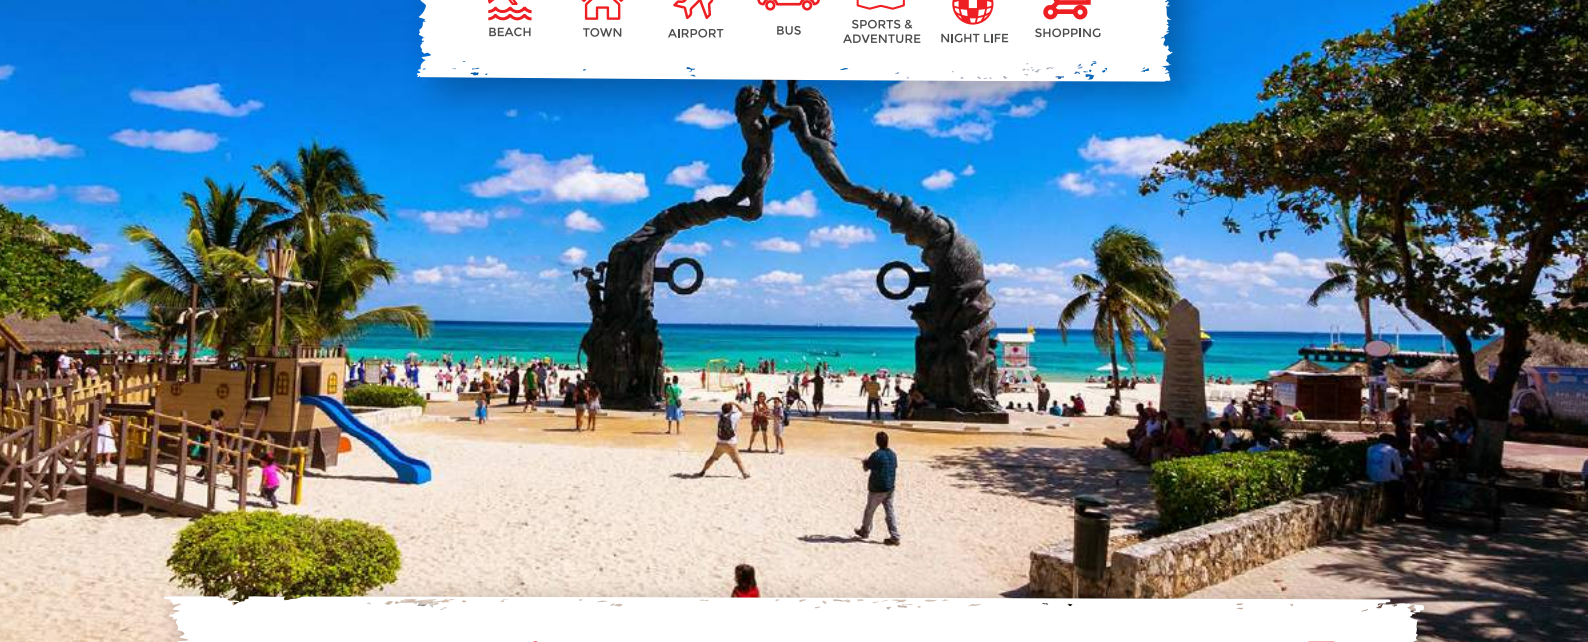 BEACH
TOWN
AIRPORT
BUS
SPORTS &
ADVENTURE
NIGHT LIFE
SHOPPING